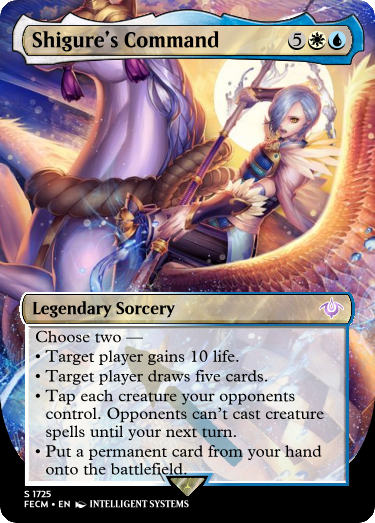 Shigure's Command 5
Legendary Sorcery
Choose two —
• Target player gains 10 life.
• Target player draws five cards.
• Tap each creature your opponents
control. Opponents can't cast creature
spells until your next turn.
• Put a permanent card from your hand
onto the battlefield.
S 1725
FECM • EN INTELLIGENT SYSTEMS